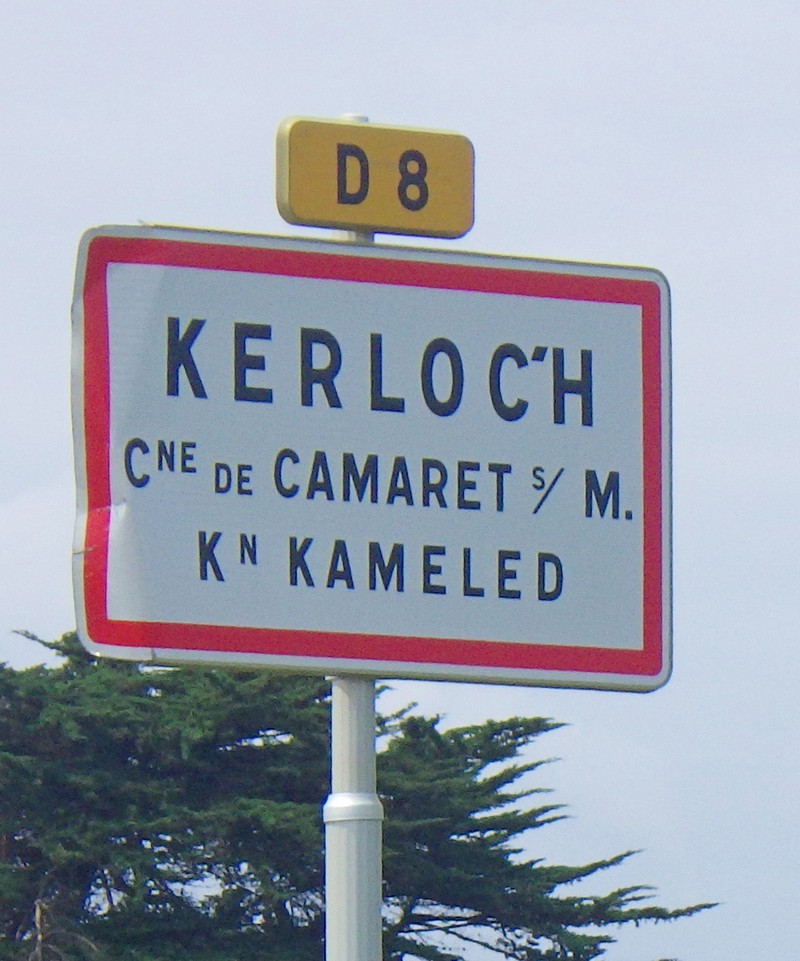 D 8
KERLOC'H
CNE DE CAMARET S/ M.
KN KAMELED